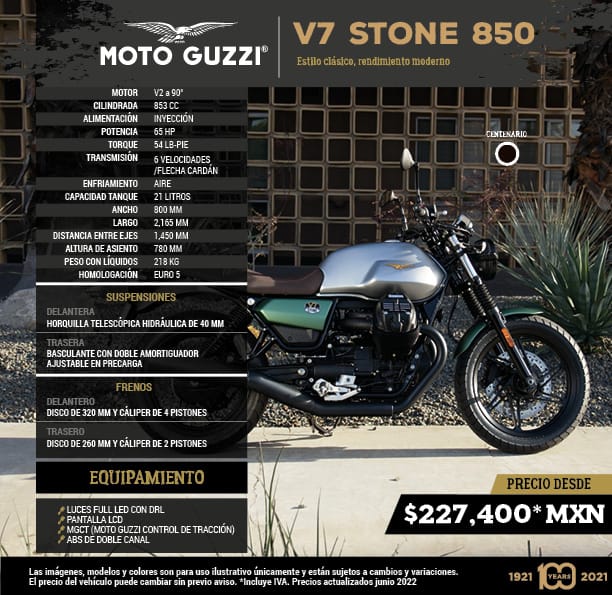 MOTO GUZZI®
V7 STONE 850
Estilo clásico, rendimiento moderno
MOTOR V2 a 90°
CILINDRADA 853 CC
ALIMENTACIÓN INYECCIÓN
POTENCIA 65 HP
TORQUE 54 LB-PIE
TRANSMISIÓN 6 VELOCIDADES
/FLECHA CARDÁN
ENFRIAMIENTO AIRE
CAPACIDAD TANQUE 21 LITROS
ANCHO 800 MM
LARGO 2,165 MM
DISTANCIA ENTRE EJES 1,450 MM
ALTURA DE ASIENTO 780 MM
PESO CON LÍQUIDOS 218 KG
HOMOLOGACIÓN EURO 5
CENTENARIO
SUSPENSIONES
DELANTERA
HORQUILLA TELESCÓPICA HIDRÁULICA DE 40 MM
TRASERA
BASCULANTE CON DOBLE AMORTIGUADOR
AJUSTABLE EN PRECARGA
FRENOS
DELANTERO
DISCO DE 320 MM Y CÁLIPER DE 4 PISTONES
TRASERO
DISCO DE 260 MM Y CÁLIPER DE 2 PISTONES
EQUIPAMIENTO
LUCES FULL LED CON DRL
PANTALLA LCD
MGCT (MOTO GUZZI CONTROL DE TRACCIÓN)
ABS DE DOBLE CANAL
PRECIO DESDE
$227,400* MXN
Las imágenes, modelos y colores son para uso ilustrativo únicamente y están sujetos a cambios y variaciones.
El precio del vehículo puede cambiar sin previo aviso. *Incluye IVA. Precios actualizados junio 2022
1921 100 YEARS 2021